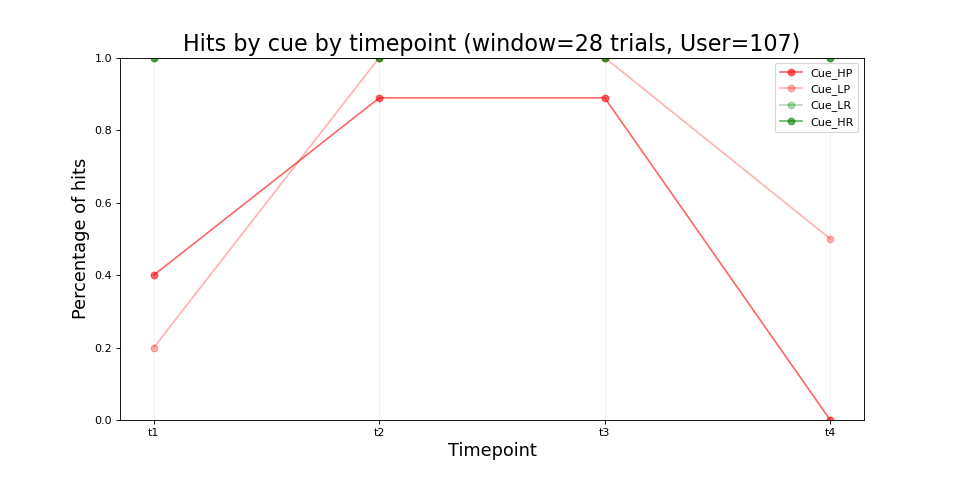 Hits by cue by timepoint (window=28 trials, User=107)
1.0
0.8
0.6
0.4
0.2
0.0
Percentage of hits
Cue_HP
Cue_LP
Cue_LR
Cue_HR
t1 t2 t3 t4
Timepoint